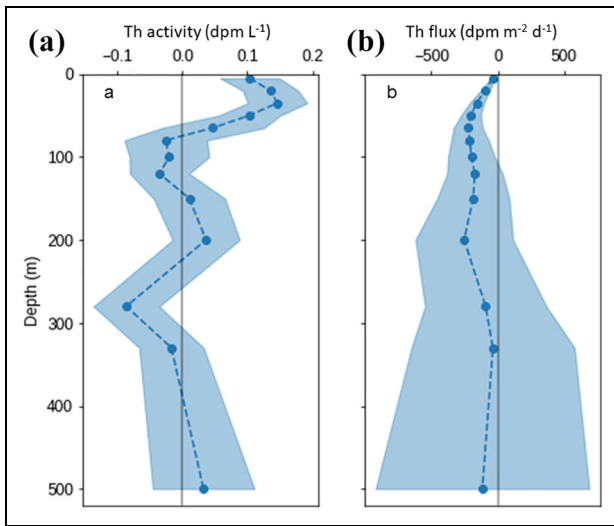 (a) Th activity (dpm L⁻¹) (b) Th flux (dpm m⁻² d⁻¹)
−0.1 0.0 0.1 0.2 −500 0 500
0 a b
100
200
300
400
500
Depth (m)